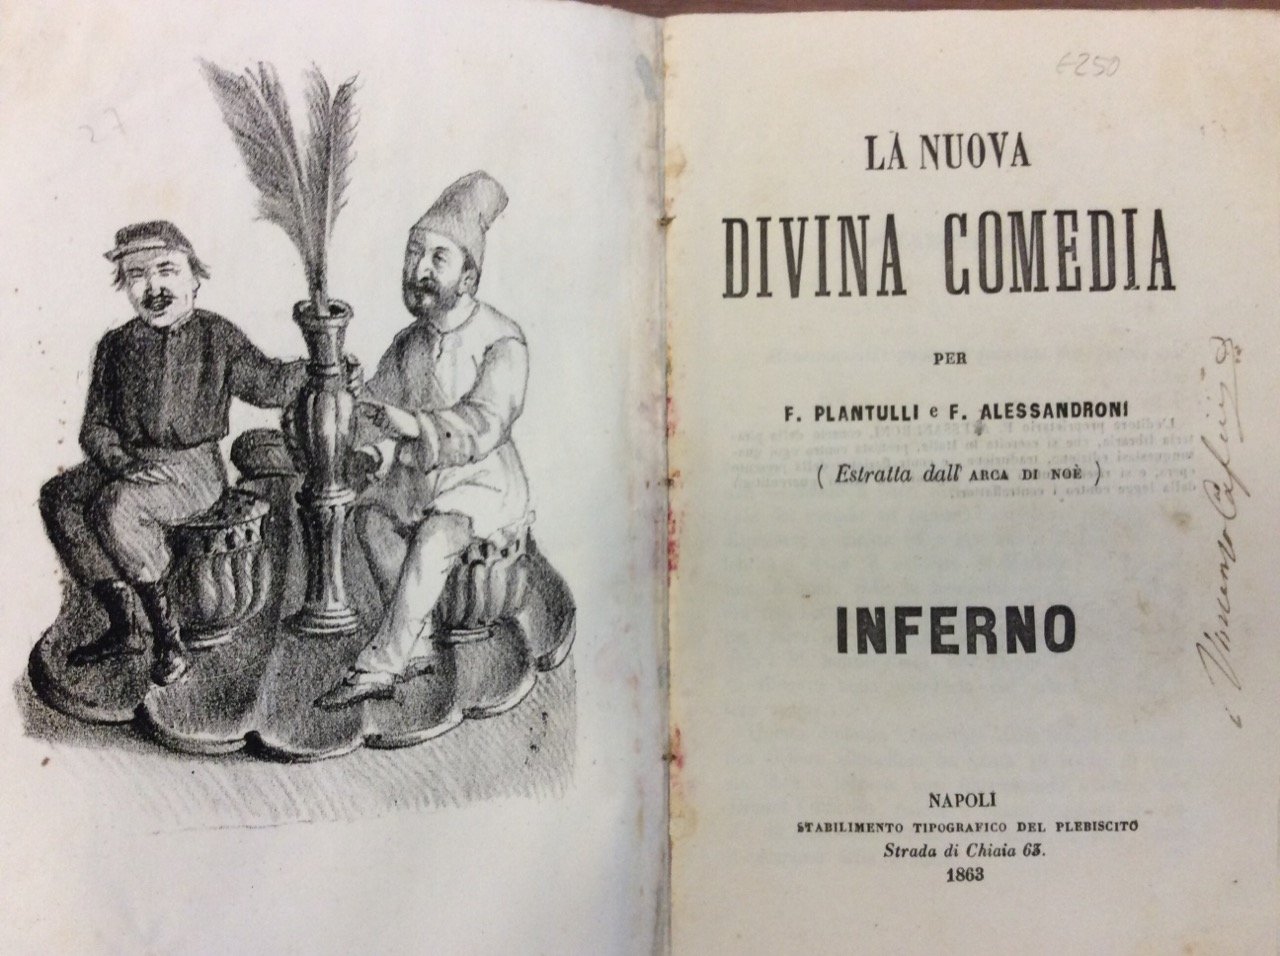 27
€250
LA NUOVA
DIVINA COMEDIA
PER
F. PLANTULLI e F. ALESSANDRONI
( Estratta dall' ARCA DI NOÈ )
INFERNO
NAPOLI
STABILIMENTO TIPOGRAFICO DEL PLEBISCITO
Strada di Chiaia 63.
1863
Vincenzo